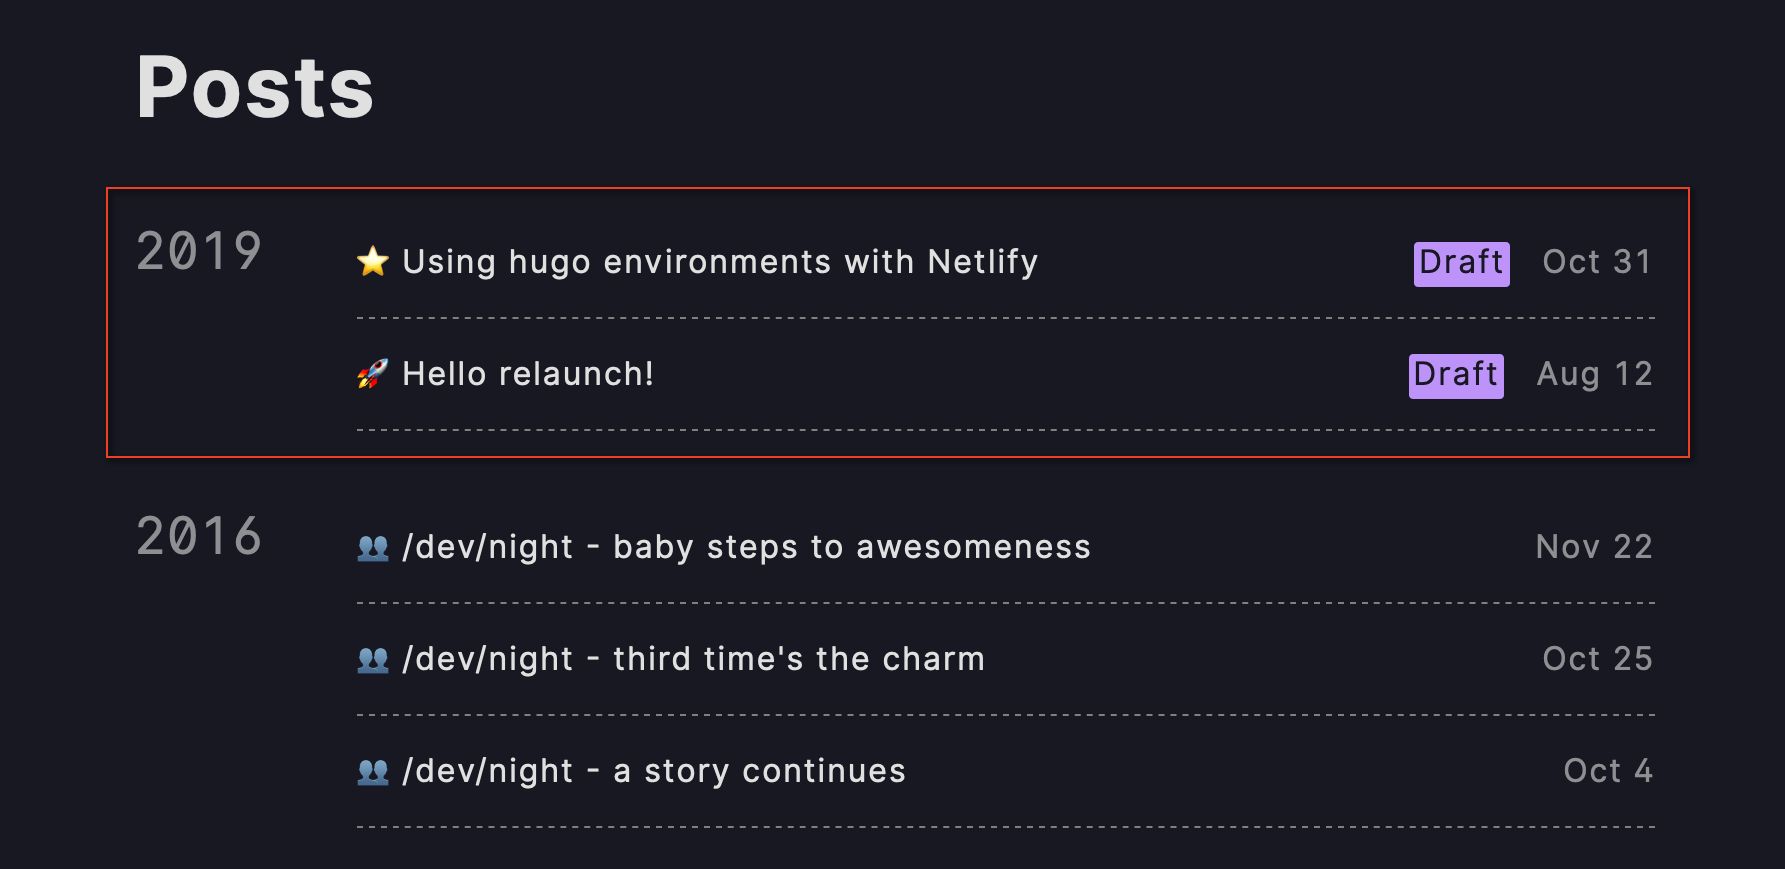 Posts
2019
⭐ Using hugo environments with Netlify Draft Oct 31
🚀 Hello relaunch! Draft Aug 12
2016
👥 /dev/night - baby steps to awesomeness Nov 22
👥 /dev/night - third time's the charm Oct 25
👥 /dev/night - a story continues Oct 4